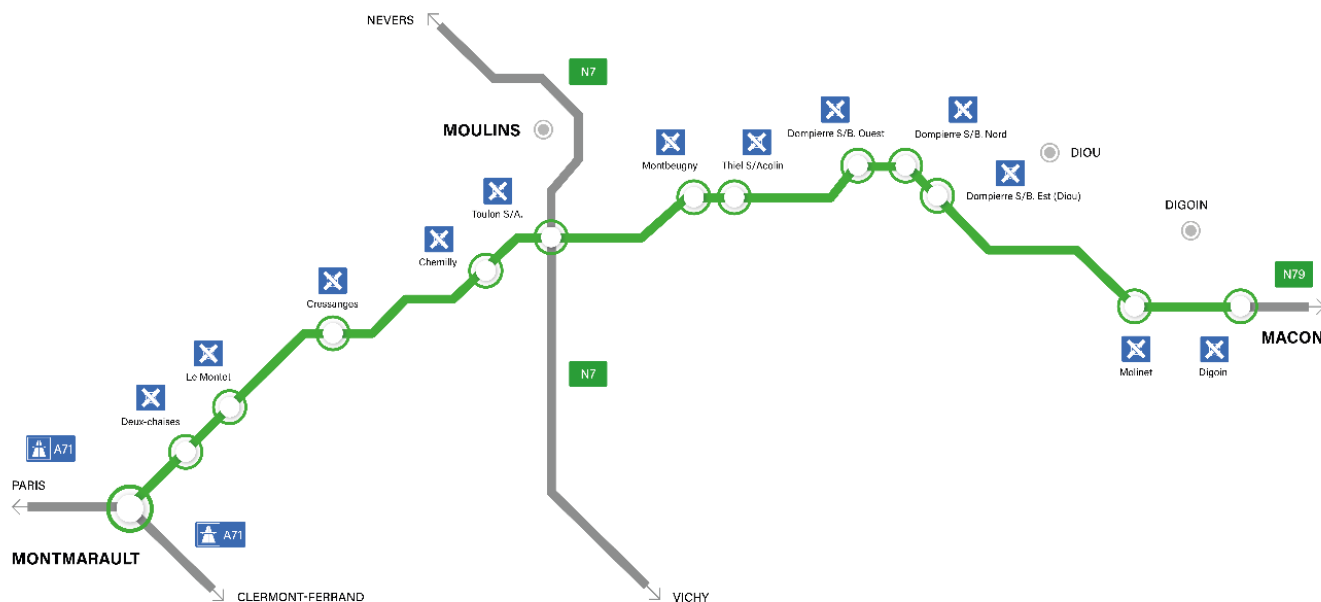 NEVERS
N7
MOULINS
Dompierre S/B. Ouest
Dompierre S/B. Nord
Montbeugny
Thiel S/Acolin
DIOU
Dompierre S/B. Est (Diou)
Toulon S/A.
DIGOIN
Chemilly
N79
Cressanges
MACON
Le Montet
N7
Molinet
Digoin
Deux-chaises
A71
PARIS
A71
MONTMARAULT
CLERMONT-FERRAND
VICHY